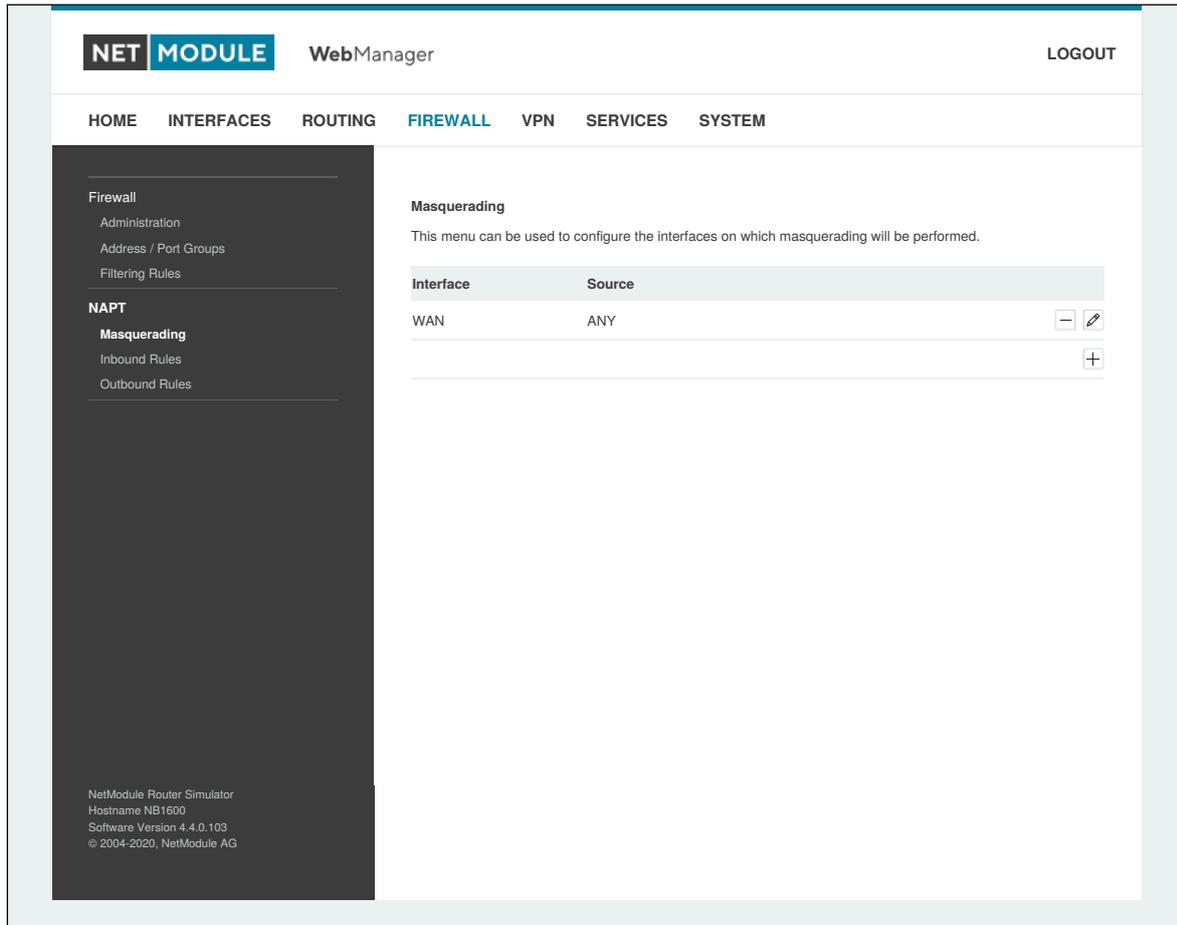 NET MODULE WebManager LOGOUT
HOME INTERFACES ROUTING FIREWALL VPN SERVICES SYSTEM
Firewall
Administration
Address / Port Groups
Filtering Rules
NAPT
Masquerading
Inbound Rules
Outbound Rules
Masquerading
This menu can be used to configure the interfaces on which masquerading will be performed.
Interface Source
WAN ANY
NetModule Router Simulator
Hostname NB1600
Software Version 4.4.0.103
© 2004-2020, NetModule AG